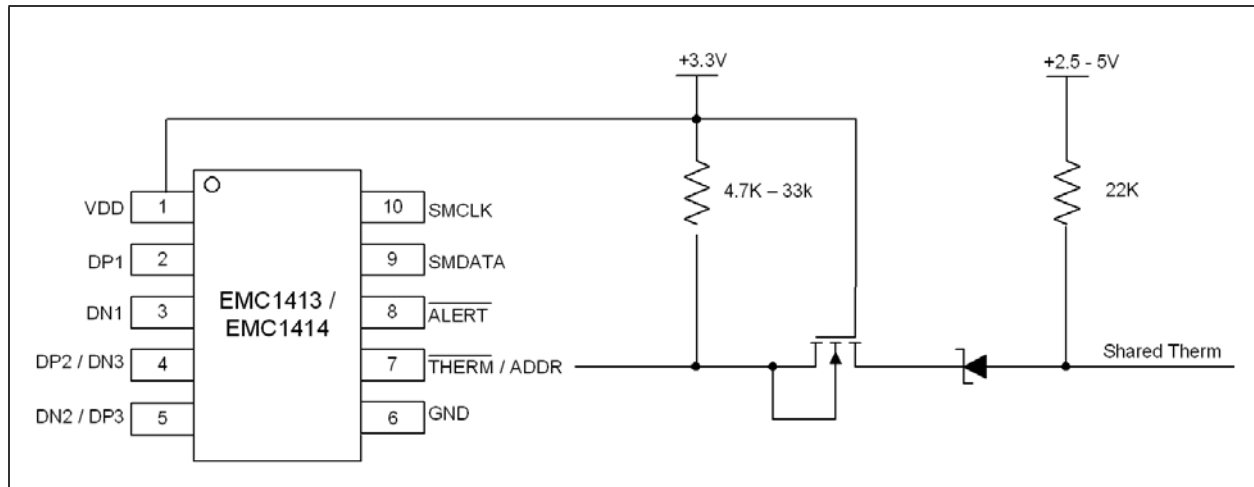 +3.3V
+2.5 - 5V
4.7K – 33k
22K
VDD 1
10 SMCLK
DP1 2
9 SMDATA
DN1 3
8 ALERT
EMC1413 /
EMC1414
DP2 / DN3 4
7 THERM / ADDR
DN2 / DP3 5
6 GND
Shared Therm